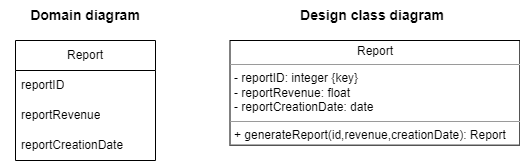 Domain diagram
Report
reportID
reportRevenue
reportCreationDate
Design class diagram
Report
- reportID: integer {key}
- reportRevenue: float
- reportCreationDate: date
+ generateReport(id,revenue,creationDate): Report